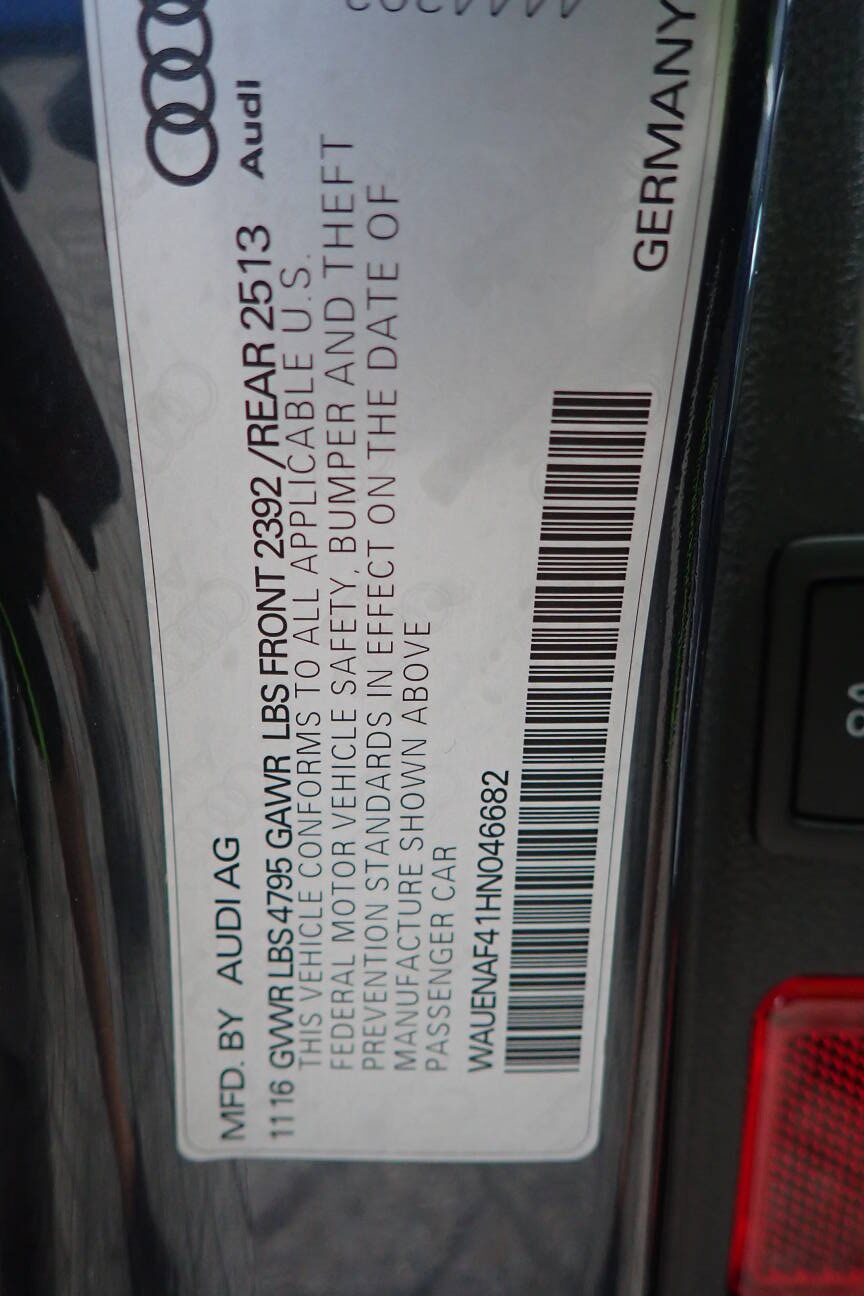 MFD. BY AUDI AG
11 16 GVWR LBS 4795 GAWR LBS FRONT 2392 /REAR 2513 Audi
THIS VEHICLE CONFORMS TO ALL APPLICABLE U.S.
FEDERAL MOTOR VEHICLE SAFETY, BUMPER AND THEFT
PREVENTION STANDARDS IN EFFECT ON THE DATE OF
MANUFACTURE SHOWN ABOVE
PASSENGER CAR
WAUENAF41HN046682
GERMANY